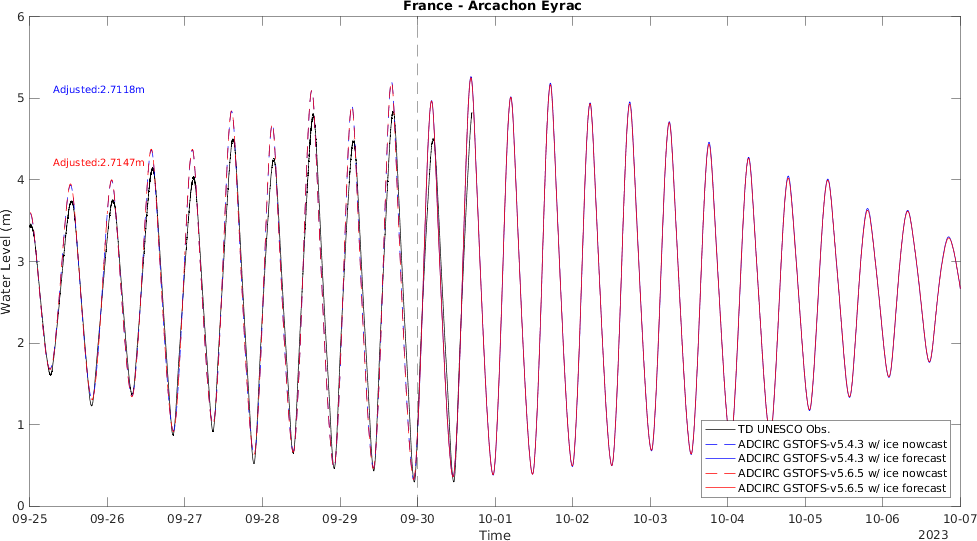 France - Arcachon Eyrac
6
5
4
3
2
1
0
Water Level (m)
Adjusted:2.7118m
Adjusted:2.7147m
TD UNESCO Obs.
ADCIRC GSTOFS-v5.4.3 w/ ice nowcast
ADCIRC GSTOFS-v5.4.3 w/ ice forecast
ADCIRC GSTOFS-v5.6.5 w/ ice nowcast
ADCIRC GSTOFS-v5.6.5 w/ ice forecast
09-25 09-26 09-27 09-28 09-29 09-30 10-01 10-02 10-03 10-04 10-05 10-06 10-07
Time
2023